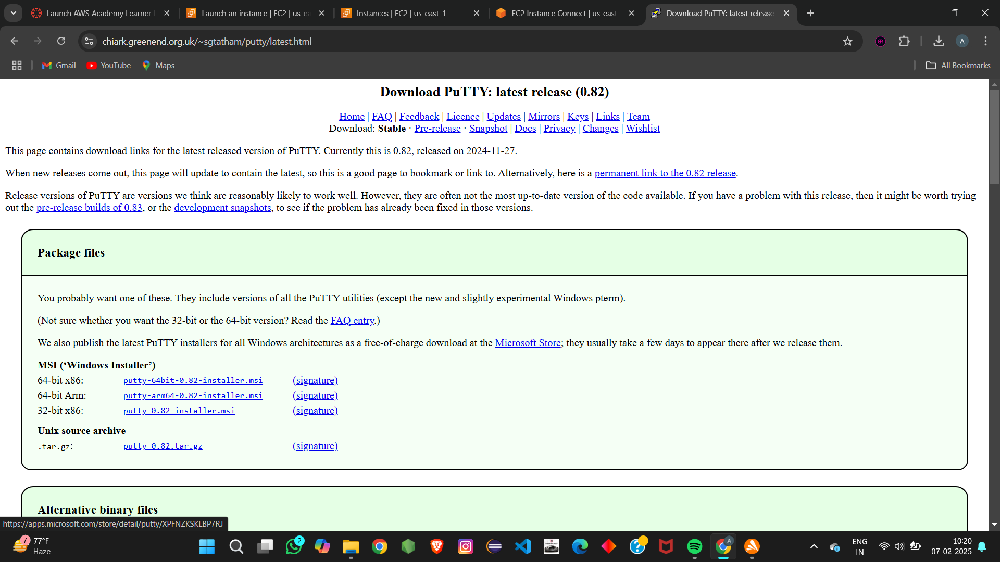 Launch AWS Academy Learner L
Launch an instance | EC2 | us-ea
Instances | EC2 | us-east-1
EC2 Instance Connect | us-east-
Download PuTTY: latest release
chiark.greenend.org.uk/~sgtatham/putty/latest.html
BR
A
Gmail
YouTube
Maps
All Bookmarks
Download PuTTY: latest release (0.82)
Home | FAQ | Feedback | Licence | Updates | Mirrors | Keys | Links | Team
Download: Stable · Pre-release · Snapshot | Docs | Privacy | Changes | Wishlist
This page contains download links for the latest released version of PuTTY. Currently this is 0.82, released on 2024-11-27.
When new releases come out, this page will update to contain the latest, so this is a good page to bookmark or link to. Alternatively, here is a permanent link to the 0.82 release.
Release versions of PuTTY are versions we think are reasonably likely to work well. However, they are often not the most up-to-date version of the code available. If you have a problem with this release, then it might be worth trying
out the pre-release builds of 0.83, or the development snapshots, to see if the problem has already been fixed in those versions.
Package files
You probably want one of these. They include versions of all the PuTTY utilities (except the new and slightly experimental Windows pterm).
(Not sure whether you want the 32-bit or the 64-bit version? Read the FAQ entry.)
We also publish the latest PuTTY installers for all Windows architectures as a free-of-charge download at the Microsoft Store; they usually take a few days to appear there after we release them.
MSI (‘Windows Installer’)
64-bit x86: putty-64bit-0.82-installer.msi (signature)
64-bit Arm: putty-arm64-0.82-installer.msi (signature)
32-bit x86: putty-0.82-installer.msi (signature)
Unix source archive
.tar.gz: putty-0.82.tar.gz (signature)
Alternative binary files
https://apps.microsoft.com/store/detail/putty/XPFNZKSKLBP7RJ
7
77°F
Haze
2
A
ENG
IN
10:20
07-02-2025